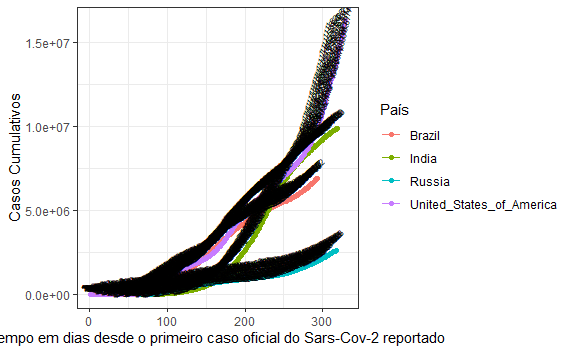 1.5e+07
1.0e+07
5.0e+06
0.0e+00
Casos Cumulativos
0 100 200 300
empo em dias desde o primeiro caso oficial do Sars-Cov-2 reportado
País
Brazil
India
Russia
United_States_of_America